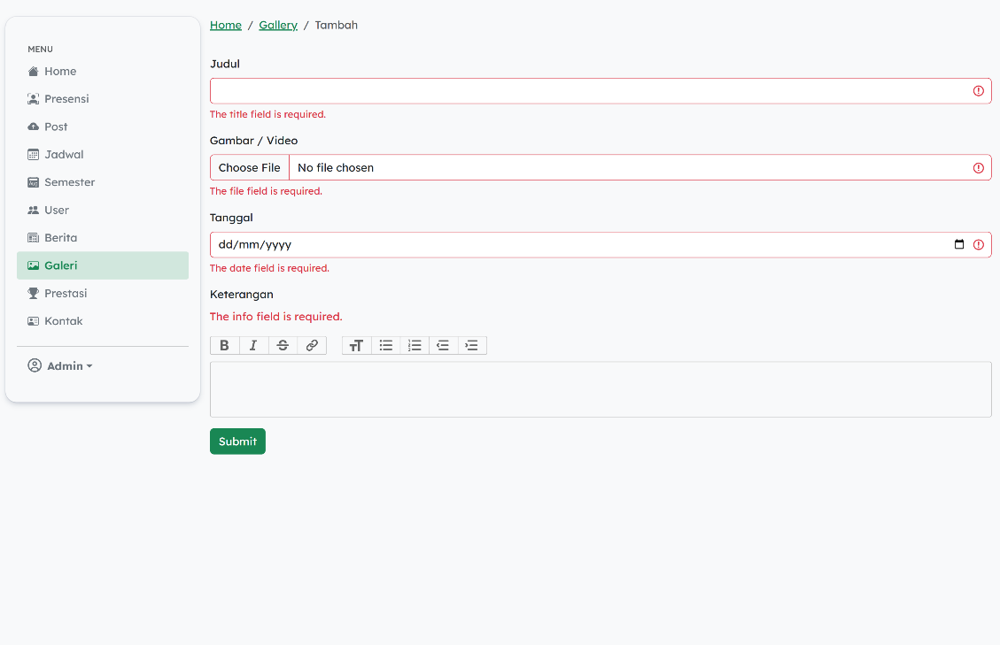 MENU
Home
Presensi
Post
Jadwal
Semester
User
Berita
Galeri
Prestasi
Kontak
Admin
Home / Gallery / Tambah
Judul
The title field is required.
Gambar / Video
Choose File No file chosen
The file field is required.
Tanggal
dd/mm/yyyy
The date field is required.
Keterangan
The info field is required.
Submit